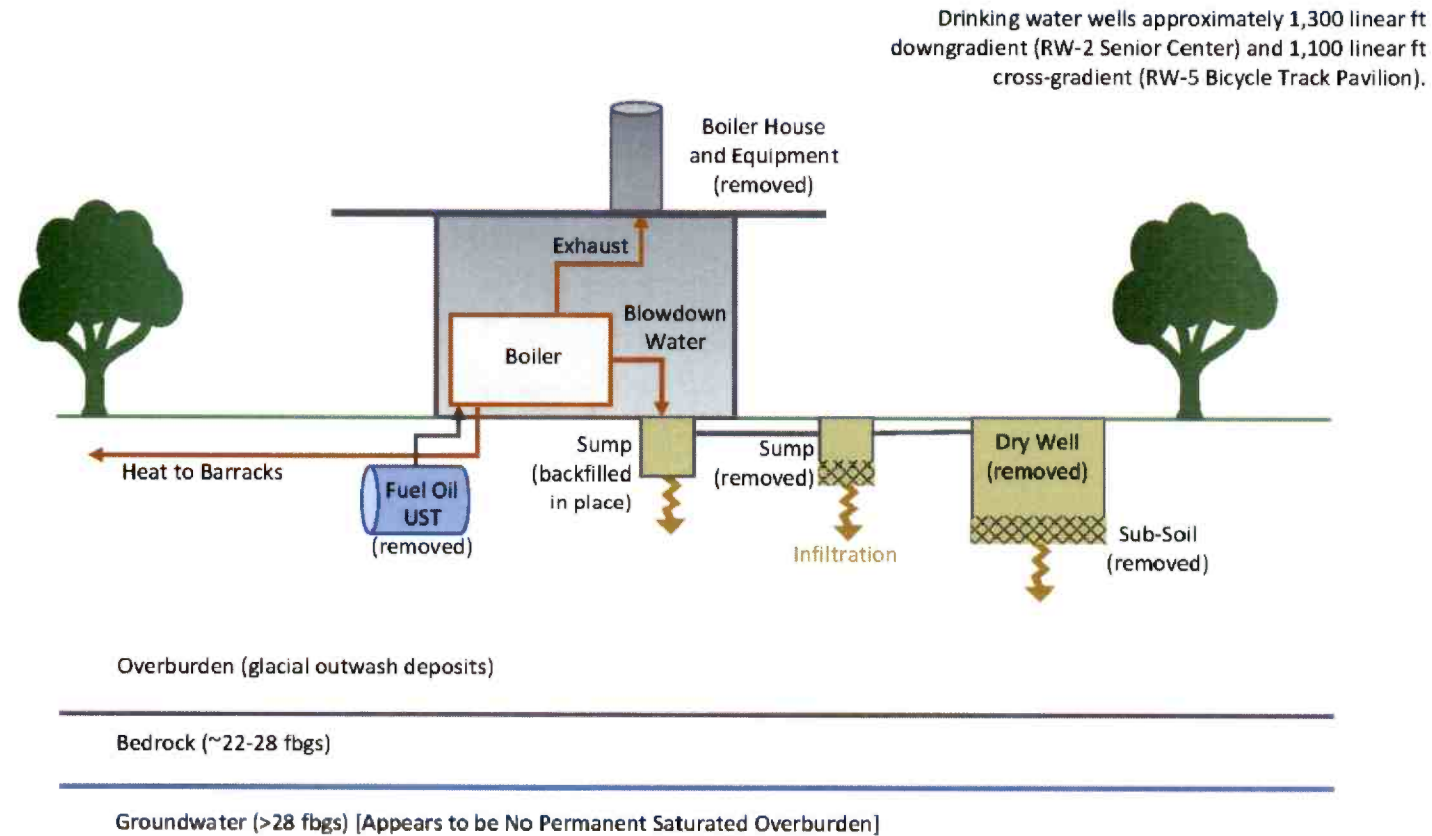 Drinking water wells approximately 1,300 linear ft
downgradient (RW-2 Senior Center) and 1,100 linear ft
cross-gradient (RW-5 Bicycle Track Pavilion).
Boiler House
and Equipment
(removed)
Exhaust
Blowdown
Water
Boiler
Heat to Barracks
Fuel Oil
UST
(removed)
Sump
(backfilled
in place)
Sump
(removed)
Dry Well
(removed)
Infiltration
Sub-Soil
(removed)
Overburden (glacial outwash deposits)
Bedrock (~22-28 fbgs)
Groundwater (>28 fbgs) [Appears to be No Permanent Saturated Overburden]